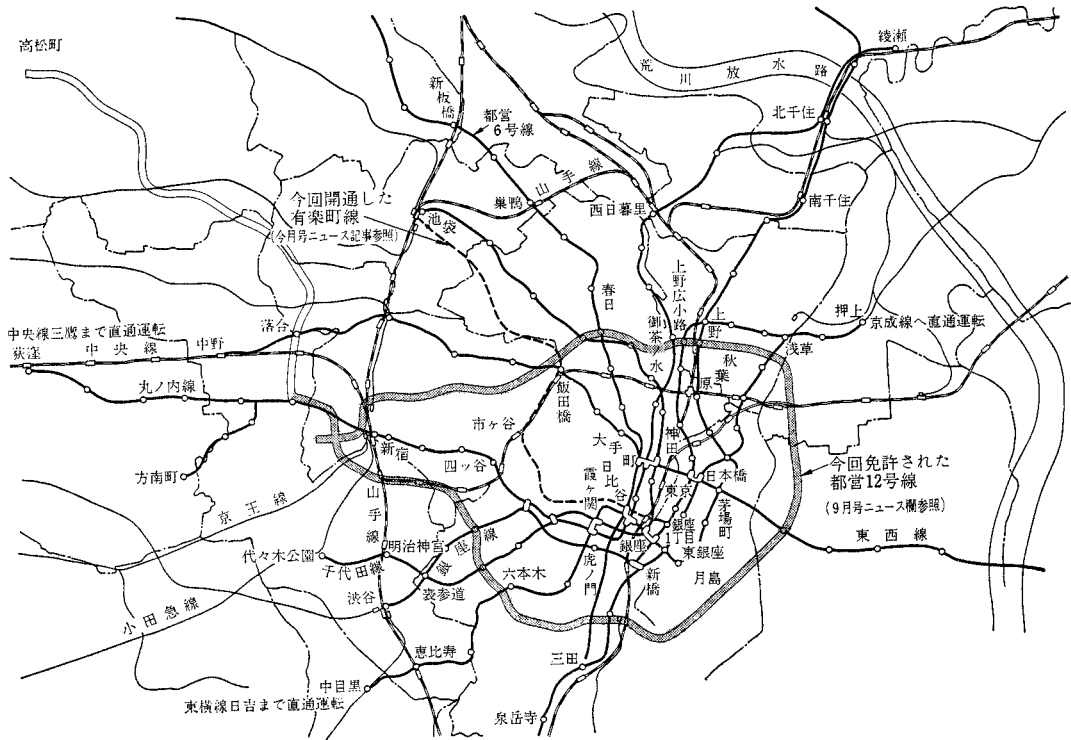 高松町
綾瀬
荒川放水路
新板橋
都営
6号線
北千住
山手線
今回開通した
有楽町線
(今月号ニュース記事参照)
巣鴨
池袋
西日暮里
南千住
上野広小路
春日
御茶水
上野
押上
京成線へ直通運転
中央線三鷹まで直通運転
落合
荻窪
中央線
中野
浅草
秋葉原
丸ノ内線
飯田橋
市ヶ谷
大手町
神田
新宿
四ッ谷
日比谷
霞ヶ関
日本橋
今回免許された
都営12号線
(9月号ニュース欄参照)
方南町
京王線
山手線
東京
茅場町
銀座
1丁目
東西線
代々木公園
明治神宮
銀座線
銀座
東銀座
千代田線
六本木
虎ノ門
新橋
月島
小田急線
渋谷
表参道
恵比寿
三田
中目黒
東横線日吉まで直通運転
泉岳寺